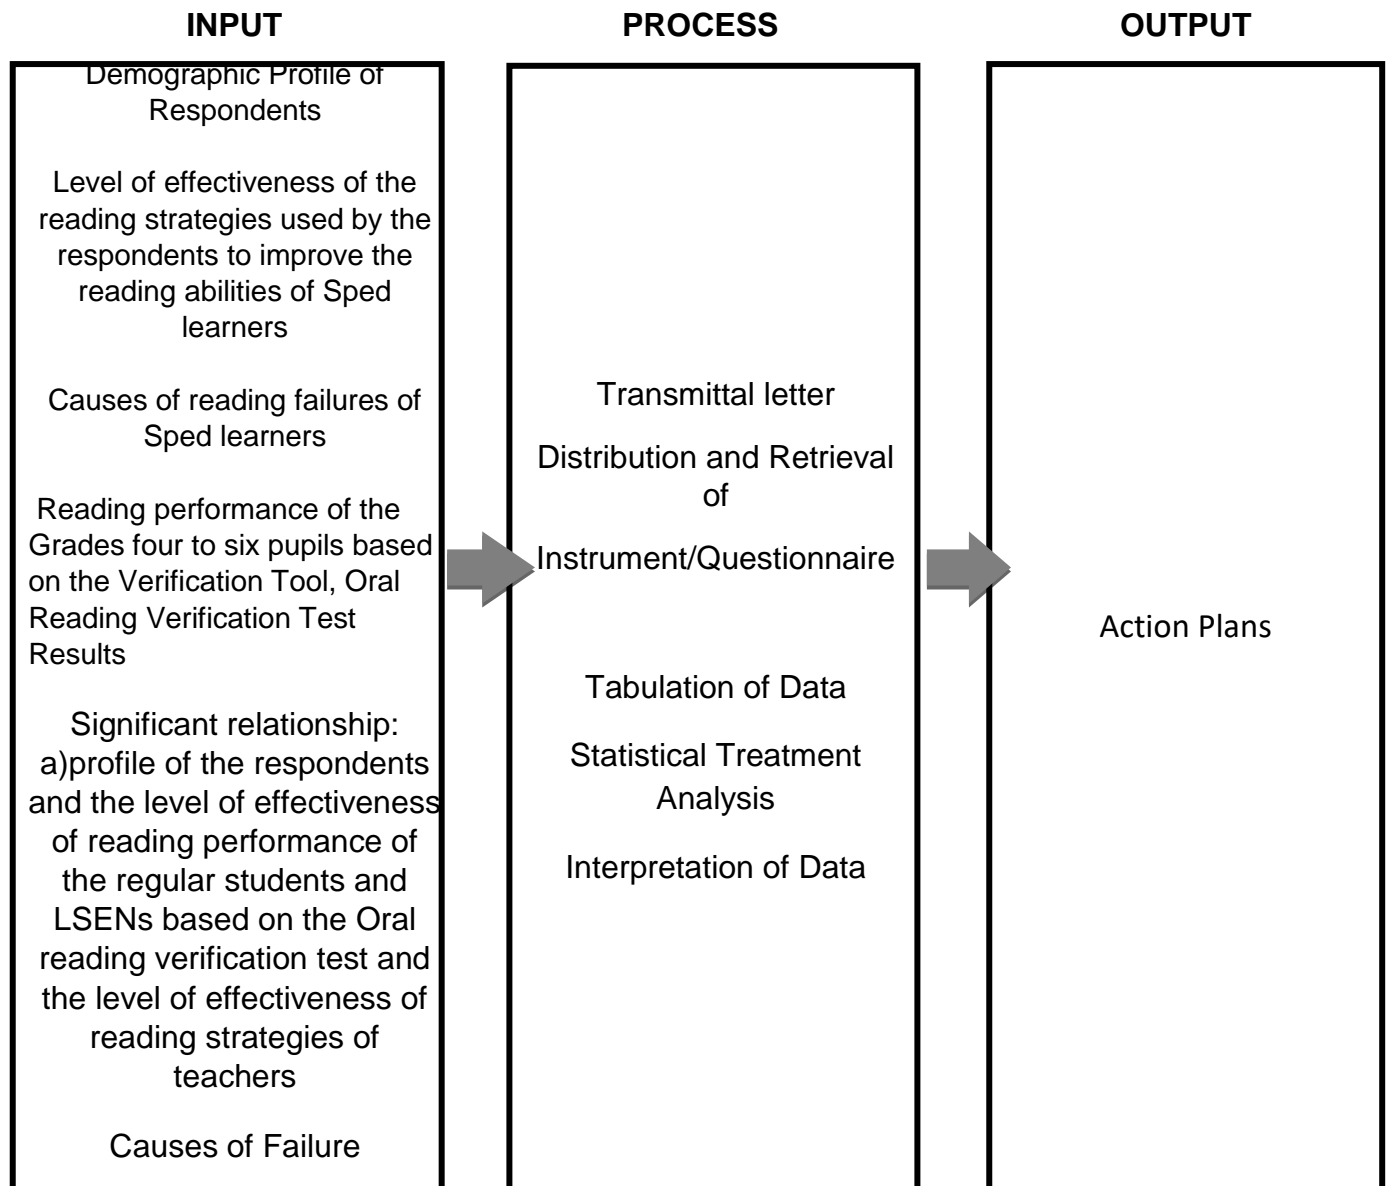 INPUT
PROCESS
OUTPUT
Demographic Profile of
Respondents
Level of effectiveness of the
reading strategies used by the
respondents to improve the
reading abilities of Sped
learners
Causes of reading failures of
Sped learners
Reading performance of the
Grades four to six pupils based
on the Verification Tool, Oral
Reading Verification Test
Results
Significant relationship:
a)profile of the respondents
and the level of effectiveness
of reading performance of
the regular students and
LSENs based on the Oral
reading verification test and
the level of effectiveness of
reading strategies of
teachers
Causes of Failure
Transmittal letter
Distribution and Retrieval
of
Instrument/Questionnaire
Tabulation of Data
Statistical Treatment
Analysis
Interpretation of Data
Action Plans